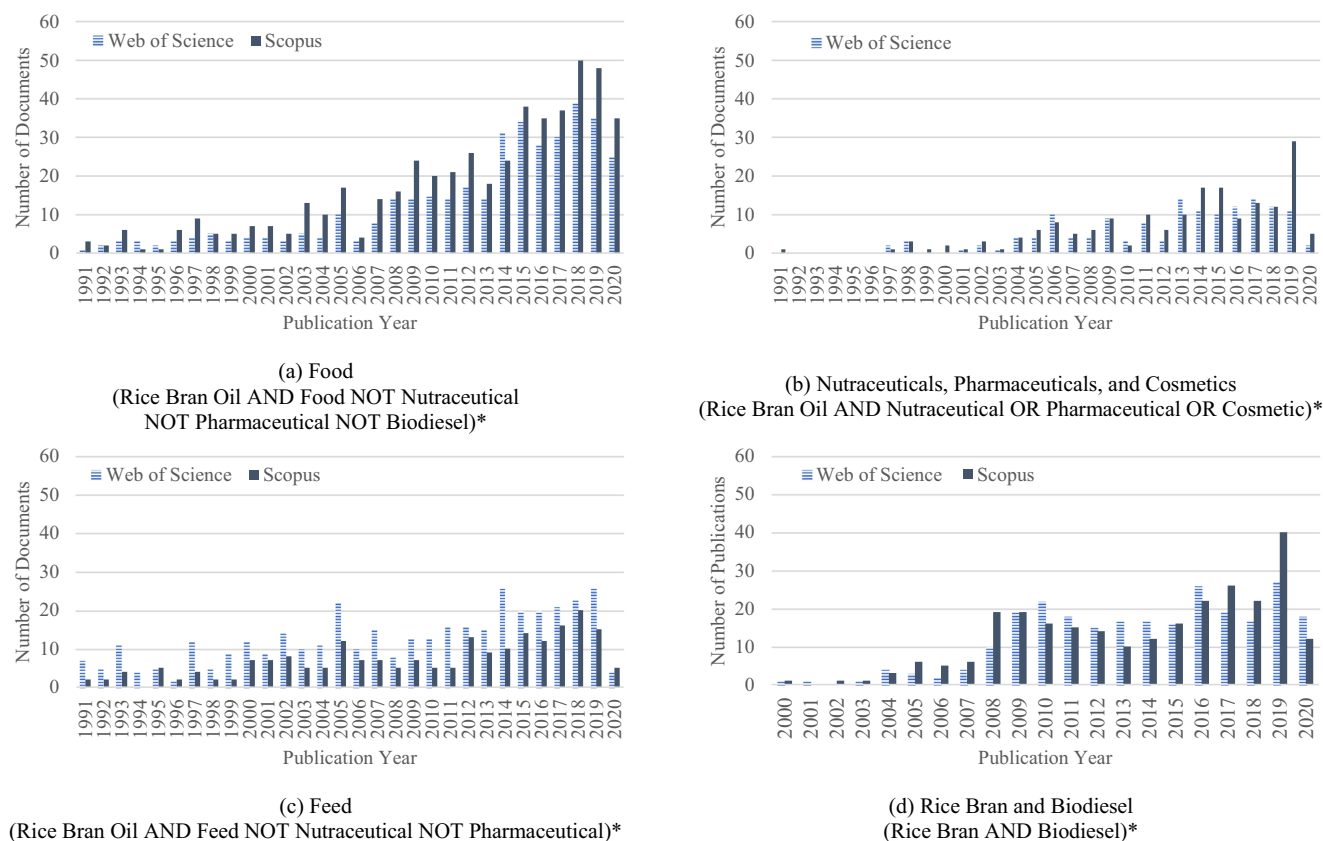 60
50
40
30
20
10
0
Number of Documents
Web of Science Scopus
1991 1992 1993 1994 1995 1996 1997 1998 1999 2000 2001 2002 2003 2004 2005 2006 2007 2008 2009 2010 2011 2012 2013 2014 2015 2016 2017 2018 2019 2020
Publication Year
(a) Food
(Rice Bran Oil AND Food NOT Nutraceutical
NOT Pharmaceutical NOT Biodiesel)*
60
50
40
30
20
10
0
Number of Documents
Web of Science
1991 1992 1993 1994 1995 1996 1997 1998 1999 2000 2001 2002 2003 2004 2005 2006 2007 2008 2009 2010 2011 2012 2013 2014 2015 2016 2017 2018 2019 2020
Publication Year
(b) Nutraceuticals, Pharmaceuticals, and Cosmetics
(Rice Bran Oil AND Nutraceutical OR Pharmaceutical OR Cosmetic)*
60
50
40
30
20
10
0
Number of Documents
Web of Science Scopus
1991 1992 1993 1994 1995 1996 1997 1998 1999 2000 2001 2002 2003 2004 2005 2006 2007 2008 2009 2010 2011 2012 2013 2014 2015 2016 2017 2018 2019 2020
Publication Year
(c) Feed
(Rice Bran Oil AND Feed NOT Nutraceutical NOT Pharmaceutical)*
60
50
40
30
20
10
0
Number of Publications
Web of Science Scopus
2000 2001 2002 2003 2004 2005 2006 2007 2008 2009 2010 2011 2012 2013 2014 2015 2016 2017 2018 2019 2020
Publication Year
(d) Rice Bran and Biodiesel
(Rice Bran AND Biodiesel)*